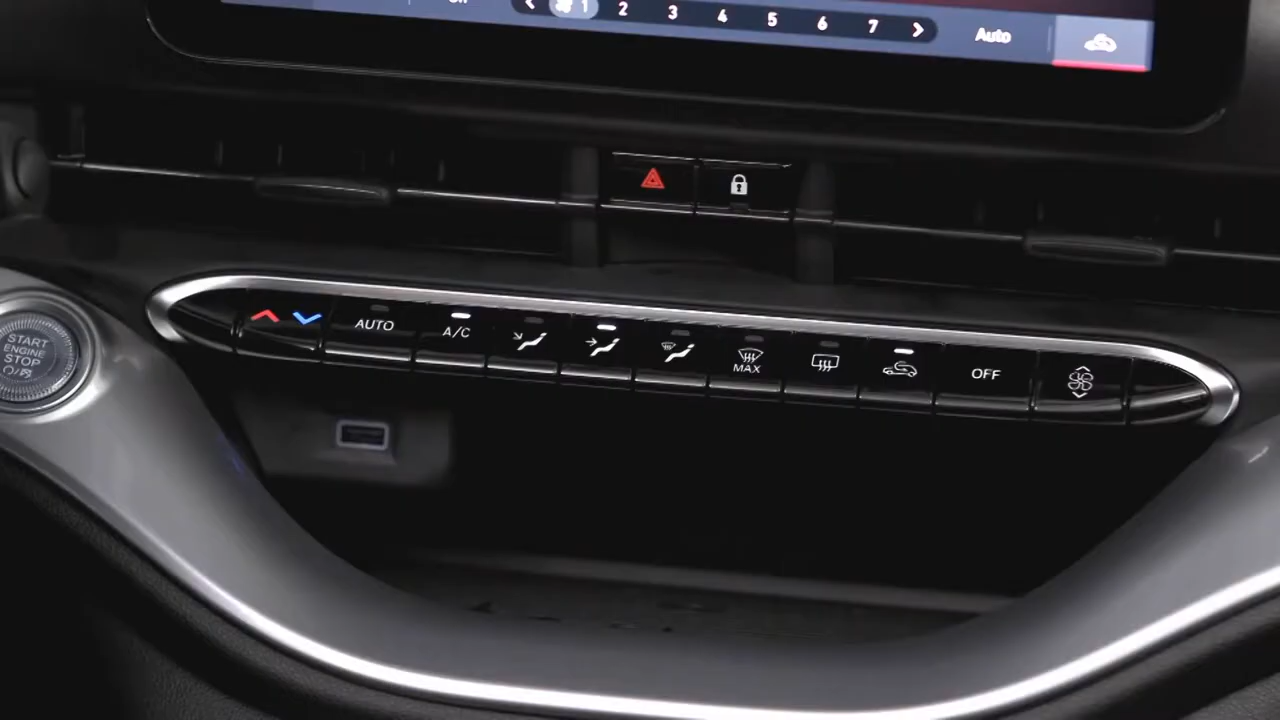 1 2 3 4 5 6 7 Auto
START
ENGINE
STOP
AUTO A/C MAX OFF